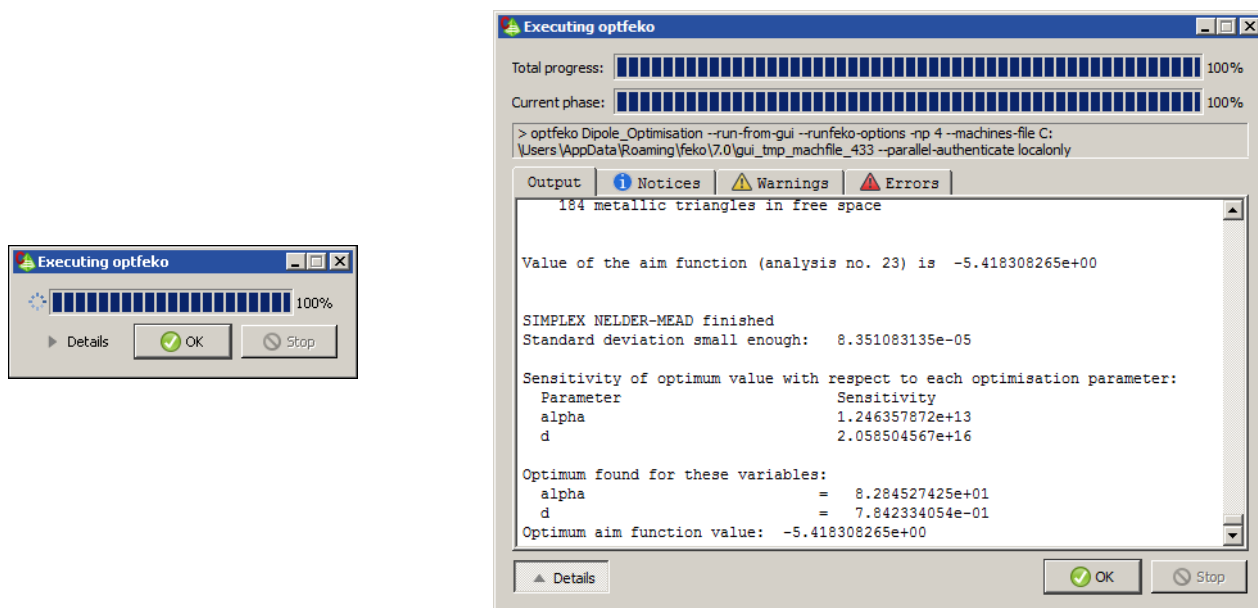 Executing optfeko
100%
Details
OK
Stop
Executing optfeko
Total progress: 100%
Current phase: 100%
> optfeko Dipole_Optimisation --run-from-gui --runfeko-options -np 4 --machines-file C:
\Users\AppData\Roaming\feko\7.0\gui_tmp_machfile_433 --parallel-authenticate localonly
Output Notices Warnings Errors
184 metallic triangles in free space
Value of the aim function (analysis no. 23) is -5.418308265e+00
SIMPLEX NELDER-MEAD finished
Standard deviation small enough: 8.351083135e-05
Sensitivity of optimum value with respect to each optimisation parameter:
Parameter Sensitivity
alpha 1.246357872e+13
d 2.058504567e+16
Optimum found for these variables:
alpha = 8.284527425e+01
d = 7.842334054e-01
Optimum aim function value: -5.418308265e+00
Details OK Stop